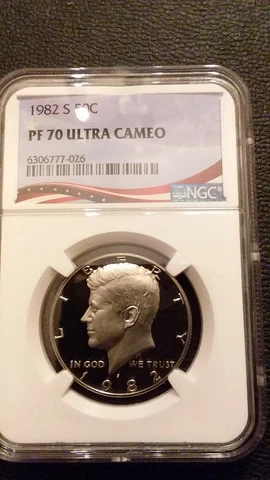 1982 S 50C
PF 70 ULTRA CAMEO
6306777-026
NGC
LIBERTY
IN GOD WE TRUST
1982